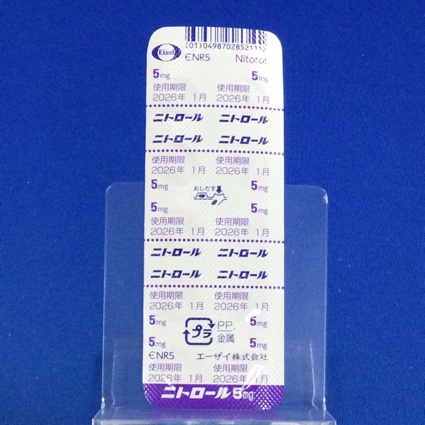 (01)04987028521112
Eisai ЄNR5 Nitorol
5mg 5mg
使用期限 使用期限
2026年 1月 2026年 1月
ニトロール ニトロール
ニトロール ニトロール
使用期限 使用期限
2026年 1月 2026年 1月
5mg おしだす 5mg
5mg 5mg
使用期限 使用期限
2026年 1月 2026年 1月
ニトロール ニトロール
ニトロール ニトロール
使用期限 使用期限
2026年 1月 2026年 1月
5mg プラ PP, 5mg
5mg 金属 5mg
ЄNR5 エーザイ株式会社
使用期限 使用期限
2026年 1月 2026年 1月
ニトロール 5mg